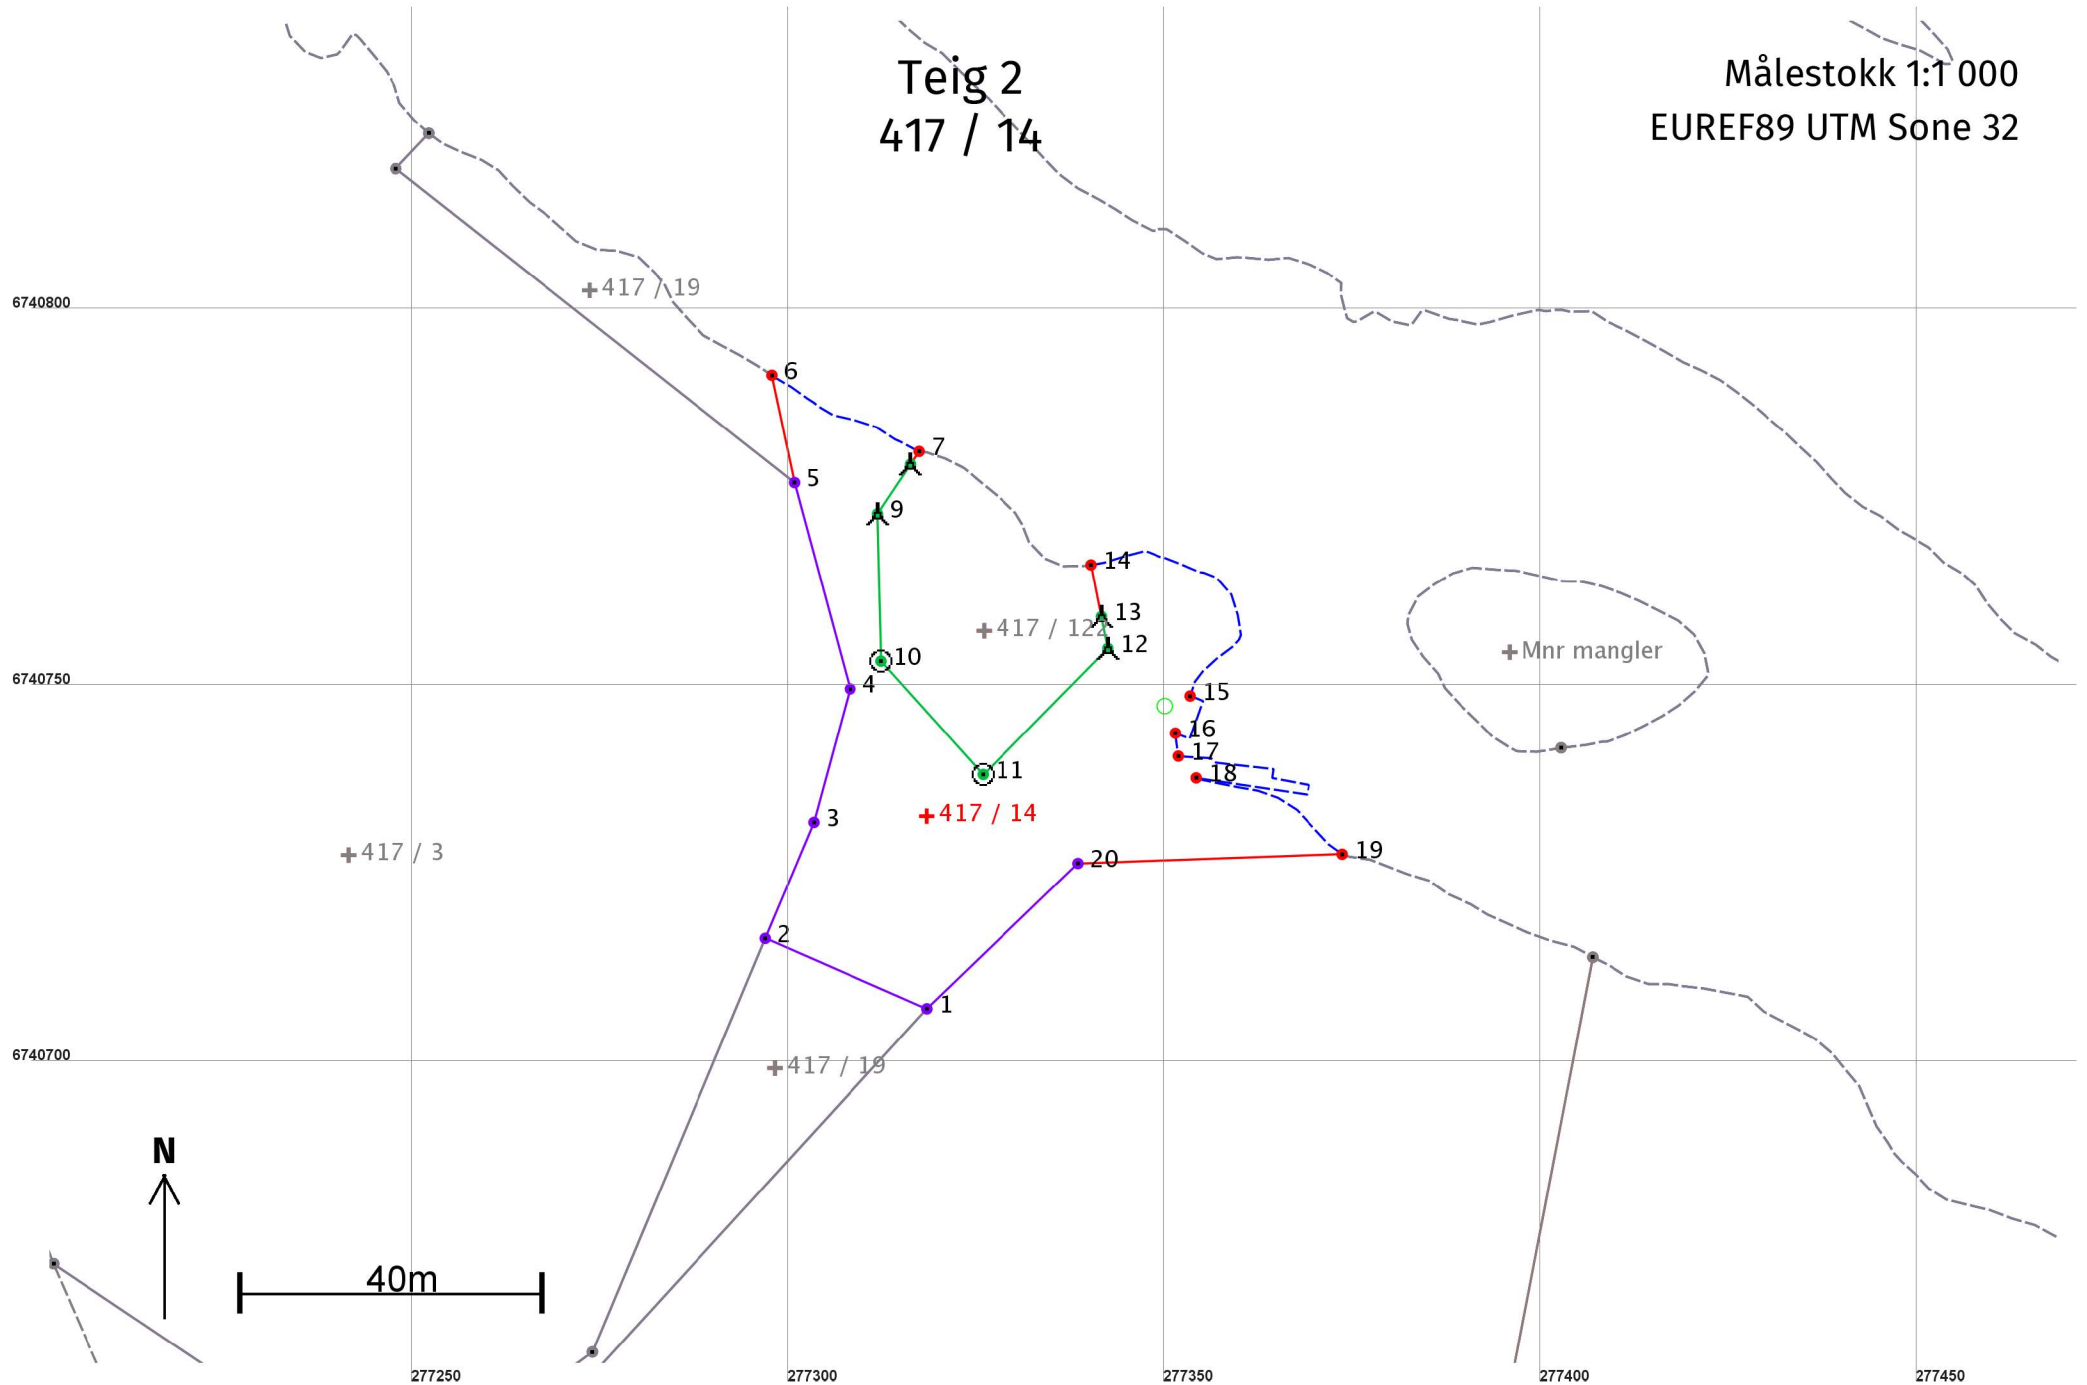 Teig 2
417 / 14
Målestokk 1:1 000
EUREF89 UTM Sone 32
417 / 19
6740800
6
7
5
9
14
13
417 / 122
12
Mnr mangler
10
4
6740750
15
16
17
11
18
417 / 14
3
417 / 3
19
20
2
1
6740700
417 / 19
N
40m
277250
277300
277350
277400
277450